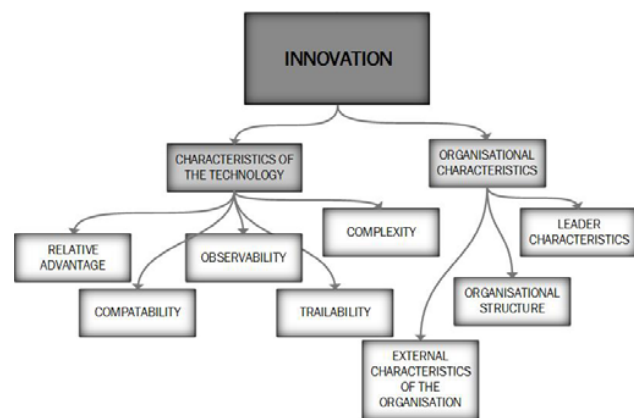 INNOVATION
CHARACTERISTICS OF
THE TECHNOLOGY
ORGANISATIONAL
CHARACTERISTICS
RELATIVE
ADVANTAGE
COMPATABILITY
OBSERVABILITY
TRAILABILITY
COMPLEXITY
EXTERNAL
CHARACTERISTICS
OF THE
ORGANISATION
ORGANISATIONAL
STRUCTURE
LEADER
CHARACTERISTICS